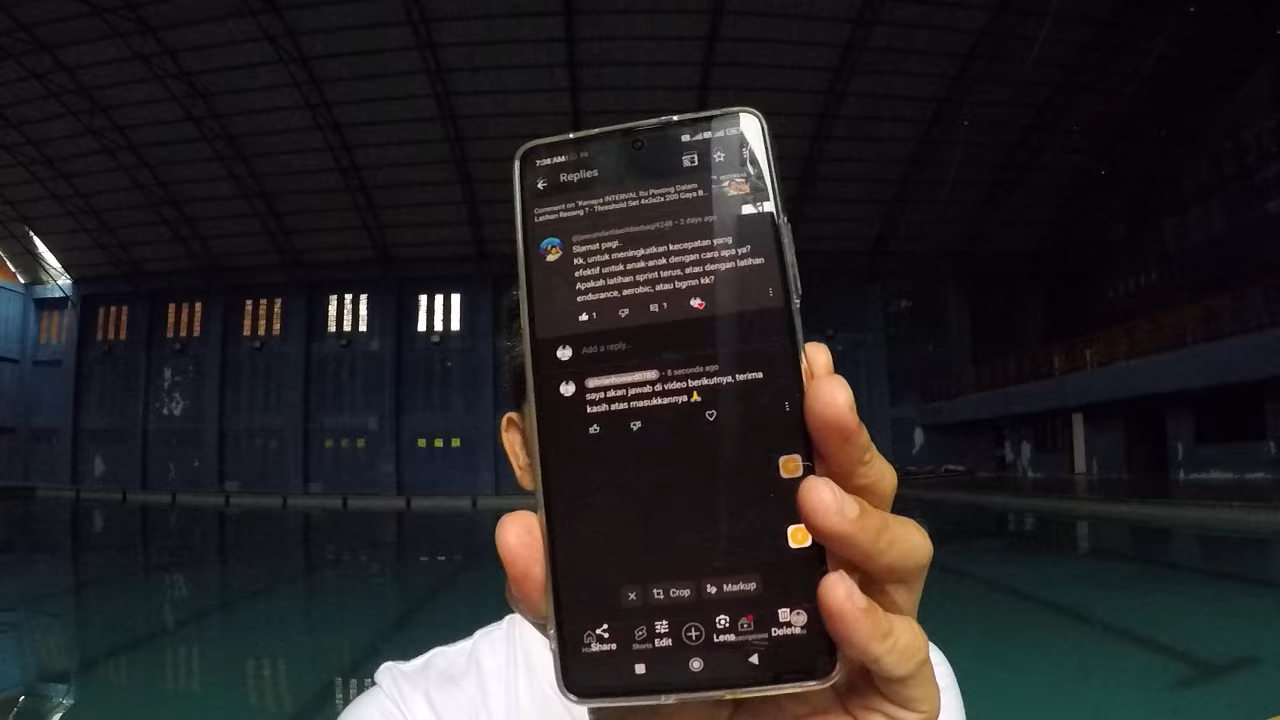 7:36 AM
Replies
Comment on "Kenapa INTERVAL Itu Penting Dalam
Latihan Renang ? - Threshold Set 4x3x2x 200 Gaya B...
• 2 days ago
Slamat pagi..
Kk, untuk meningkatkan kecepatan yang
efektif untuk anak-anak dengan cara apa ya?
Apakah latihan sprint terus, atau dengan latihan
endurance, aerobic, atau bgmn kk?
1 1
Add a reply...
@brianhoward0785 • 8 seconds ago
saya akan jawab di video berikutnya, terima
kasih atas masukkannya 🙏
Crop Markup
Share Shorts Edit Lens Delete